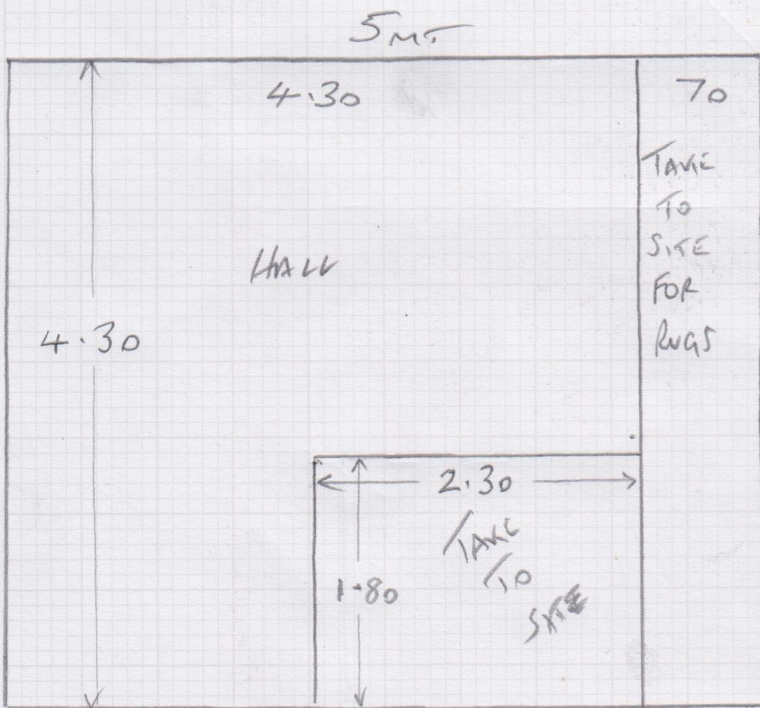 5MT
4.30
70
TAKE
TO
SITE
FOR
RUGS
HALL
4.30
2.30
1.80
TAKE
TO
SITE